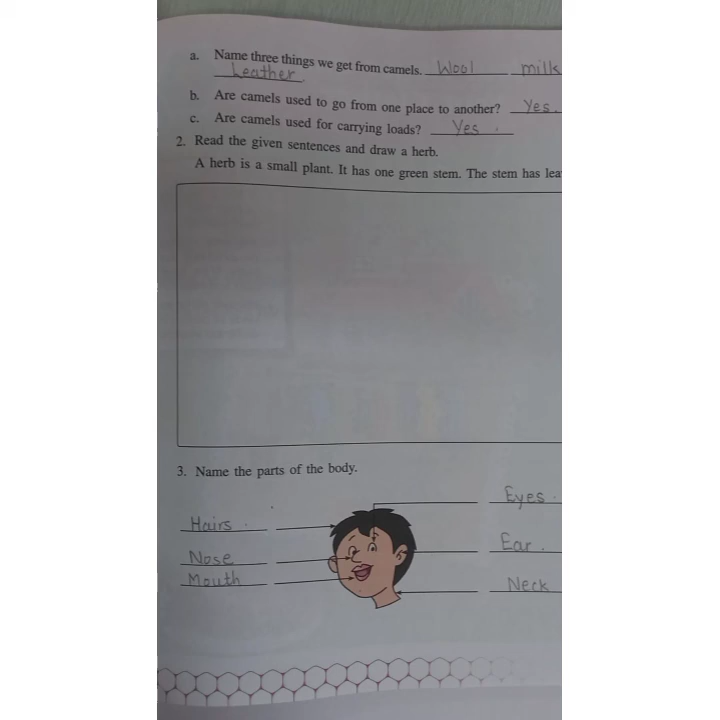 a. Name three things we get from camels. Wool milk
Leather
b. Are camels used to go from one place to another? Yes.
c. Are camels used for carrying loads? Yes.
2. Read the given sentences and draw a herb.
A herb is a small plant. It has one green stem. The stem has lea
3. Name the parts of the body.
Eyes.
Hairs.
Ear.
Nose
Mouth
Neck